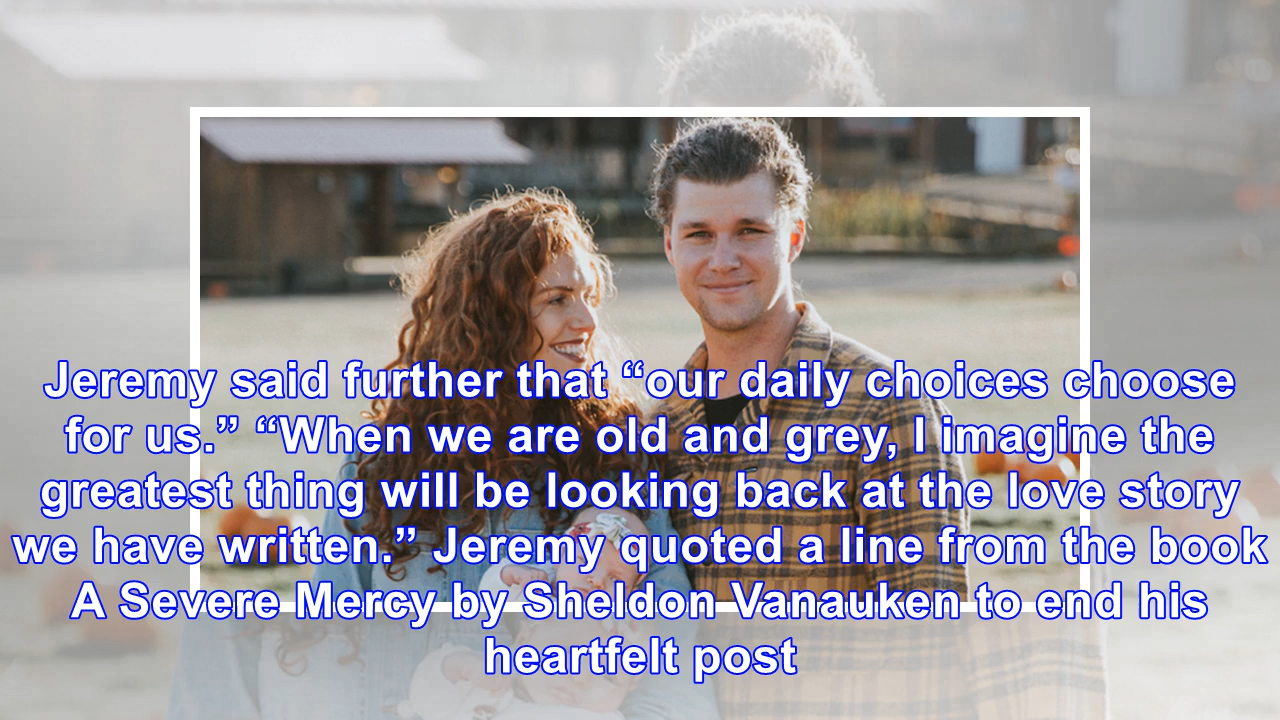 Jeremy said further that “our daily choices choose
for us.” “When we are old and grey, I imagine the
greatest thing will be looking back at the love story
we have written.” Jeremy quoted a line from the book
A Severe Mercy by Sheldon Vanauken to end his
heartfelt post